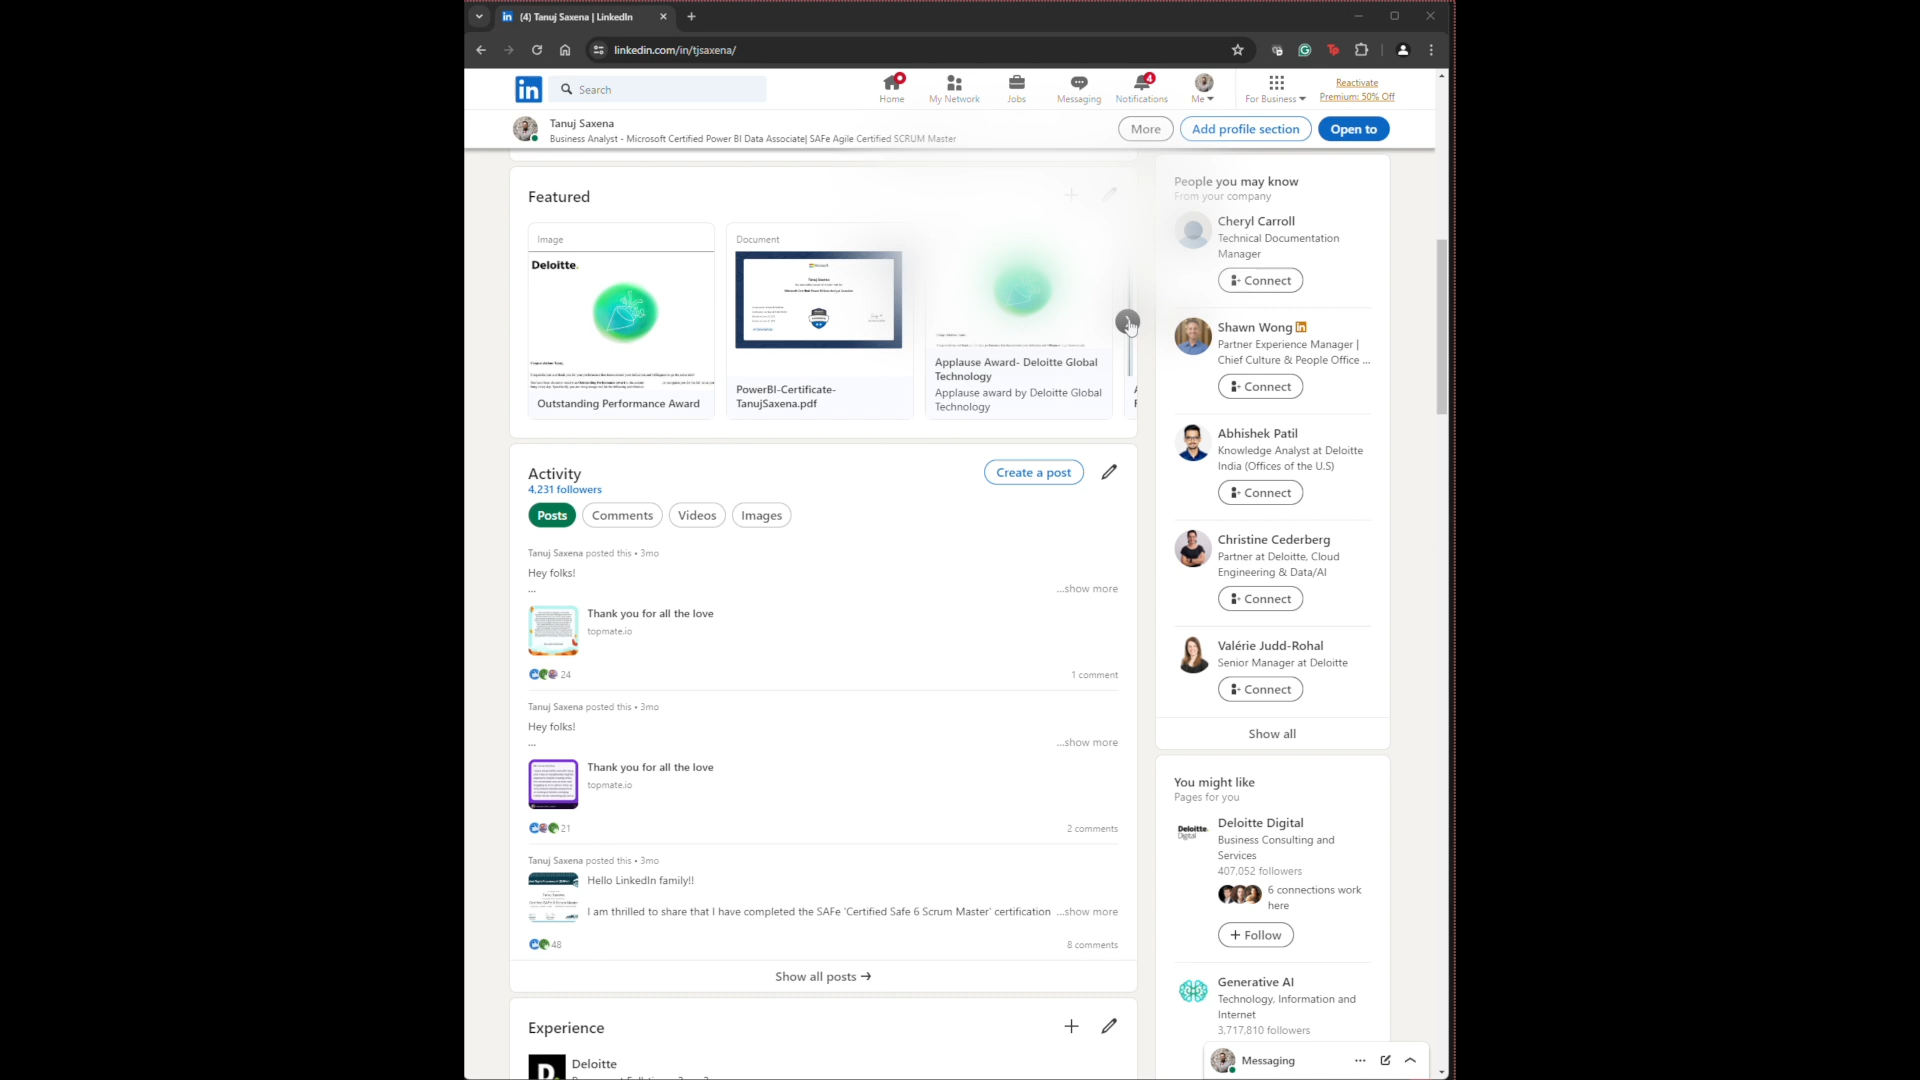 (4) Tanuj Saxena | LinkedIn
linkedin.com/in/tjsaxena/
in
Search
Home
My Network
Jobs
Messaging
4
Notifications
Me
For Business
Reactivate
Premium: 50% Off
Tanuj Saxena
Business Analyst - Microsoft Certified Power BI Data Associate| SAFe Agile Certified SCRUM Master
More
Add profile section
Open to
Featured
Image
Deloitte.
Outstanding Performance Award
Document
Microsoft
Tanuj Saxena
PowerBI-Certificate-
TanujSaxena.pdf
Applause Award- Deloitte Global
Technology
Applause award by Deloitte Global
Technology
Activity
4,231 followers
Create a post
Posts
Comments
Videos
Images
Tanuj Saxena posted this • 3mo
Hey folks!
...
...show more
Thank you for all the love
topmate.io
24
1 comment
Tanuj Saxena posted this • 3mo
Hey folks!
...
...show more
Thank you for all the love
topmate.io
21
2 comments
Tanuj Saxena posted this • 3mo
Hello LinkedIn family!!
I am thrilled to share that I have completed the SAFe 'Certified Safe 6 Scrum Master' certification ...show more
48
8 comments
Show all posts →
Experience
Deloitte
People you may know
From your company
Cheryl Carroll
Technical Documentation
Manager
Connect
Shawn Wong
Partner Experience Manager |
Chief Culture & People Office ...
Connect
Abhishek Patil
Knowledge Analyst at Deloitte
India (Offices of the U.S)
Connect
Christine Cederberg
Partner at Deloitte, Cloud
Engineering & Data/AI
Connect
Valérie Judd-Rohal
Senior Manager at Deloitte
Connect
Show all
You might like
Pages for you
Deloitte
Digital
Deloitte Digital
Business Consulting and
Services
407,052 followers
6 connections work
here
+ Follow
Generative AI
Technology, Information and
Internet
3,717,810 followers
Messaging